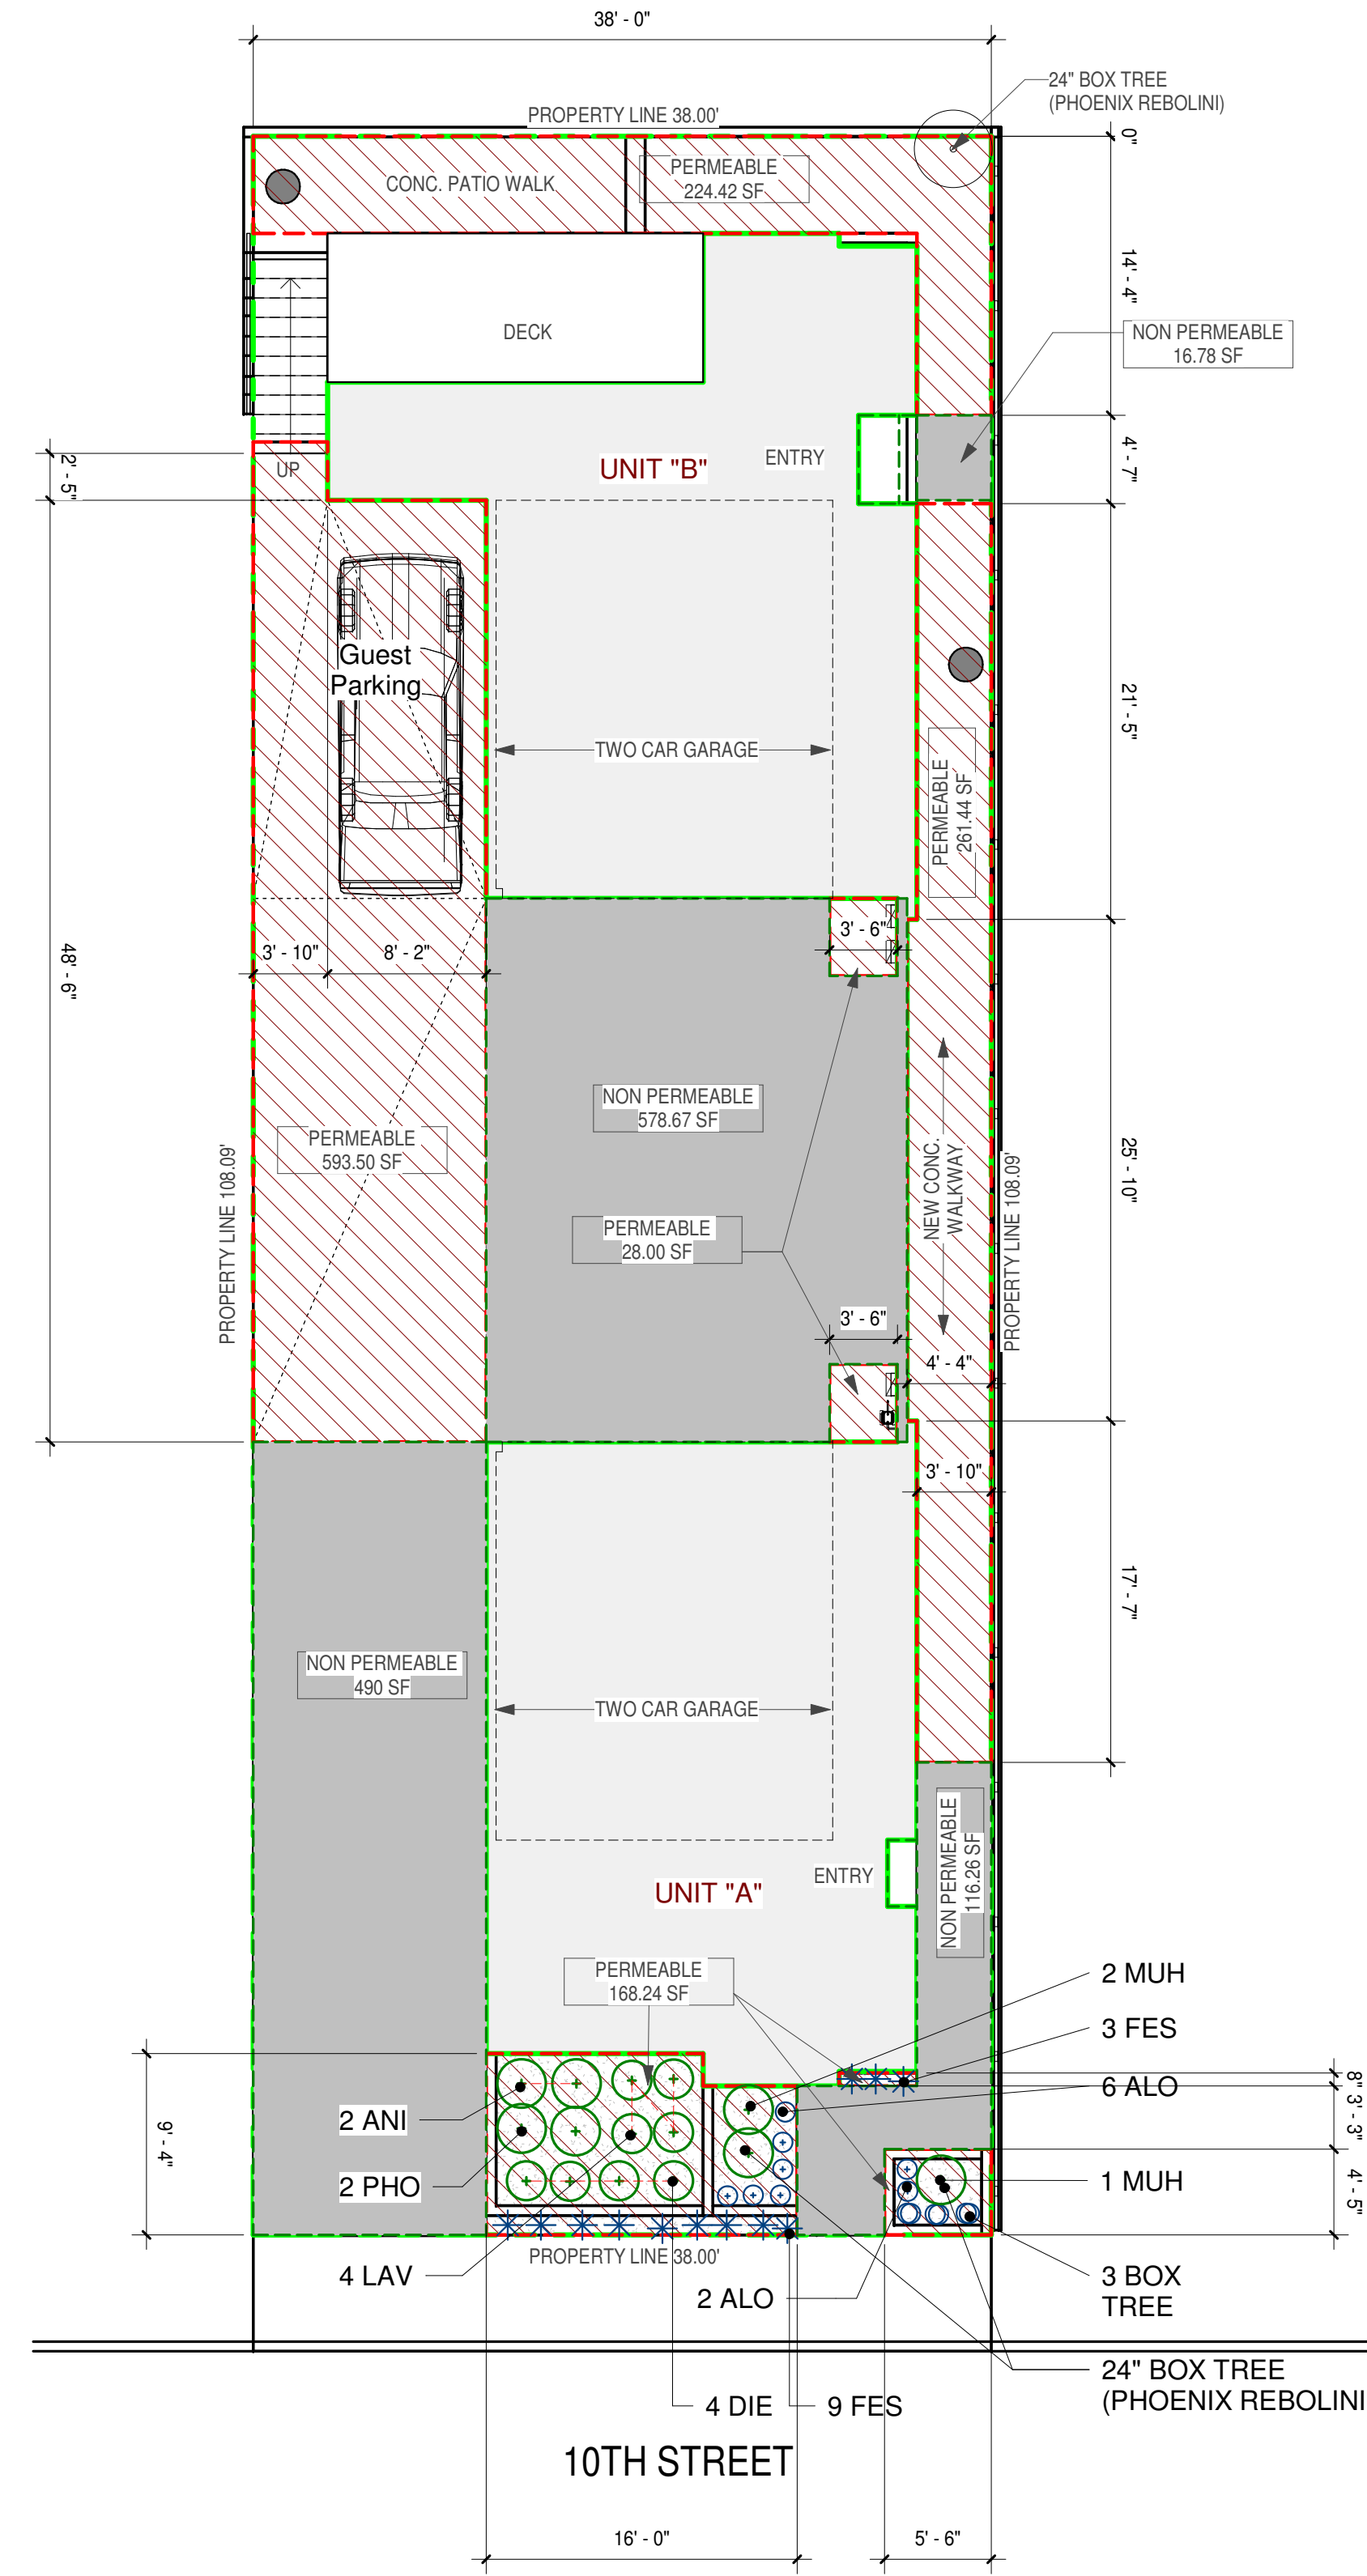 38' - 0"
24" BOX TREE
(PHOENIX REBOLINI)
PROPERTY LINE 38.00'
0"
CONC. PATIO WALK
PERMEABLE
224.42 SF
14' - 4"
DECK
NON PERMEABLE
16.78 SF
UNIT "B"
ENTRY
4' - 7"
UP
2' - 5"
Guest
Parking
21' - 5"
TWO CAR GARAGE
PERMEABLE
261.44 SF
3' - 6"
3' - 10"
8' - 2"
48' - 6"
NON PERMEABLE
578.67 SF
PERMEABLE
593.50 SF
PROPERTY LINE 108.09'
NEW CONC.
WALKWAY
PROPERTY LINE 108.09'
25' - 10"
PERMEABLE
28.00 SF
3' - 6"
4' - 4"
3' - 10"
17' - 7"
NON PERMEABLE
490 SF
TWO CAR GARAGE
NON PERMEABLE
116.26 SF
ENTRY
UNIT "A"
PERMEABLE
168.24 SF
2 MUH
3 FES
6 ALO
8"
3' - 3"
2 ANI
9' - 4"
2 PHO
1 MUH
4' - 5"
PROPERTY LINE 38.00'
4 LAV
2 ALO
3 BOX
TREE
24" BOX TREE
(PHOENIX REBOLINI
4 DIE
9 FES
10TH STREET
16' - 0"
5' - 6"